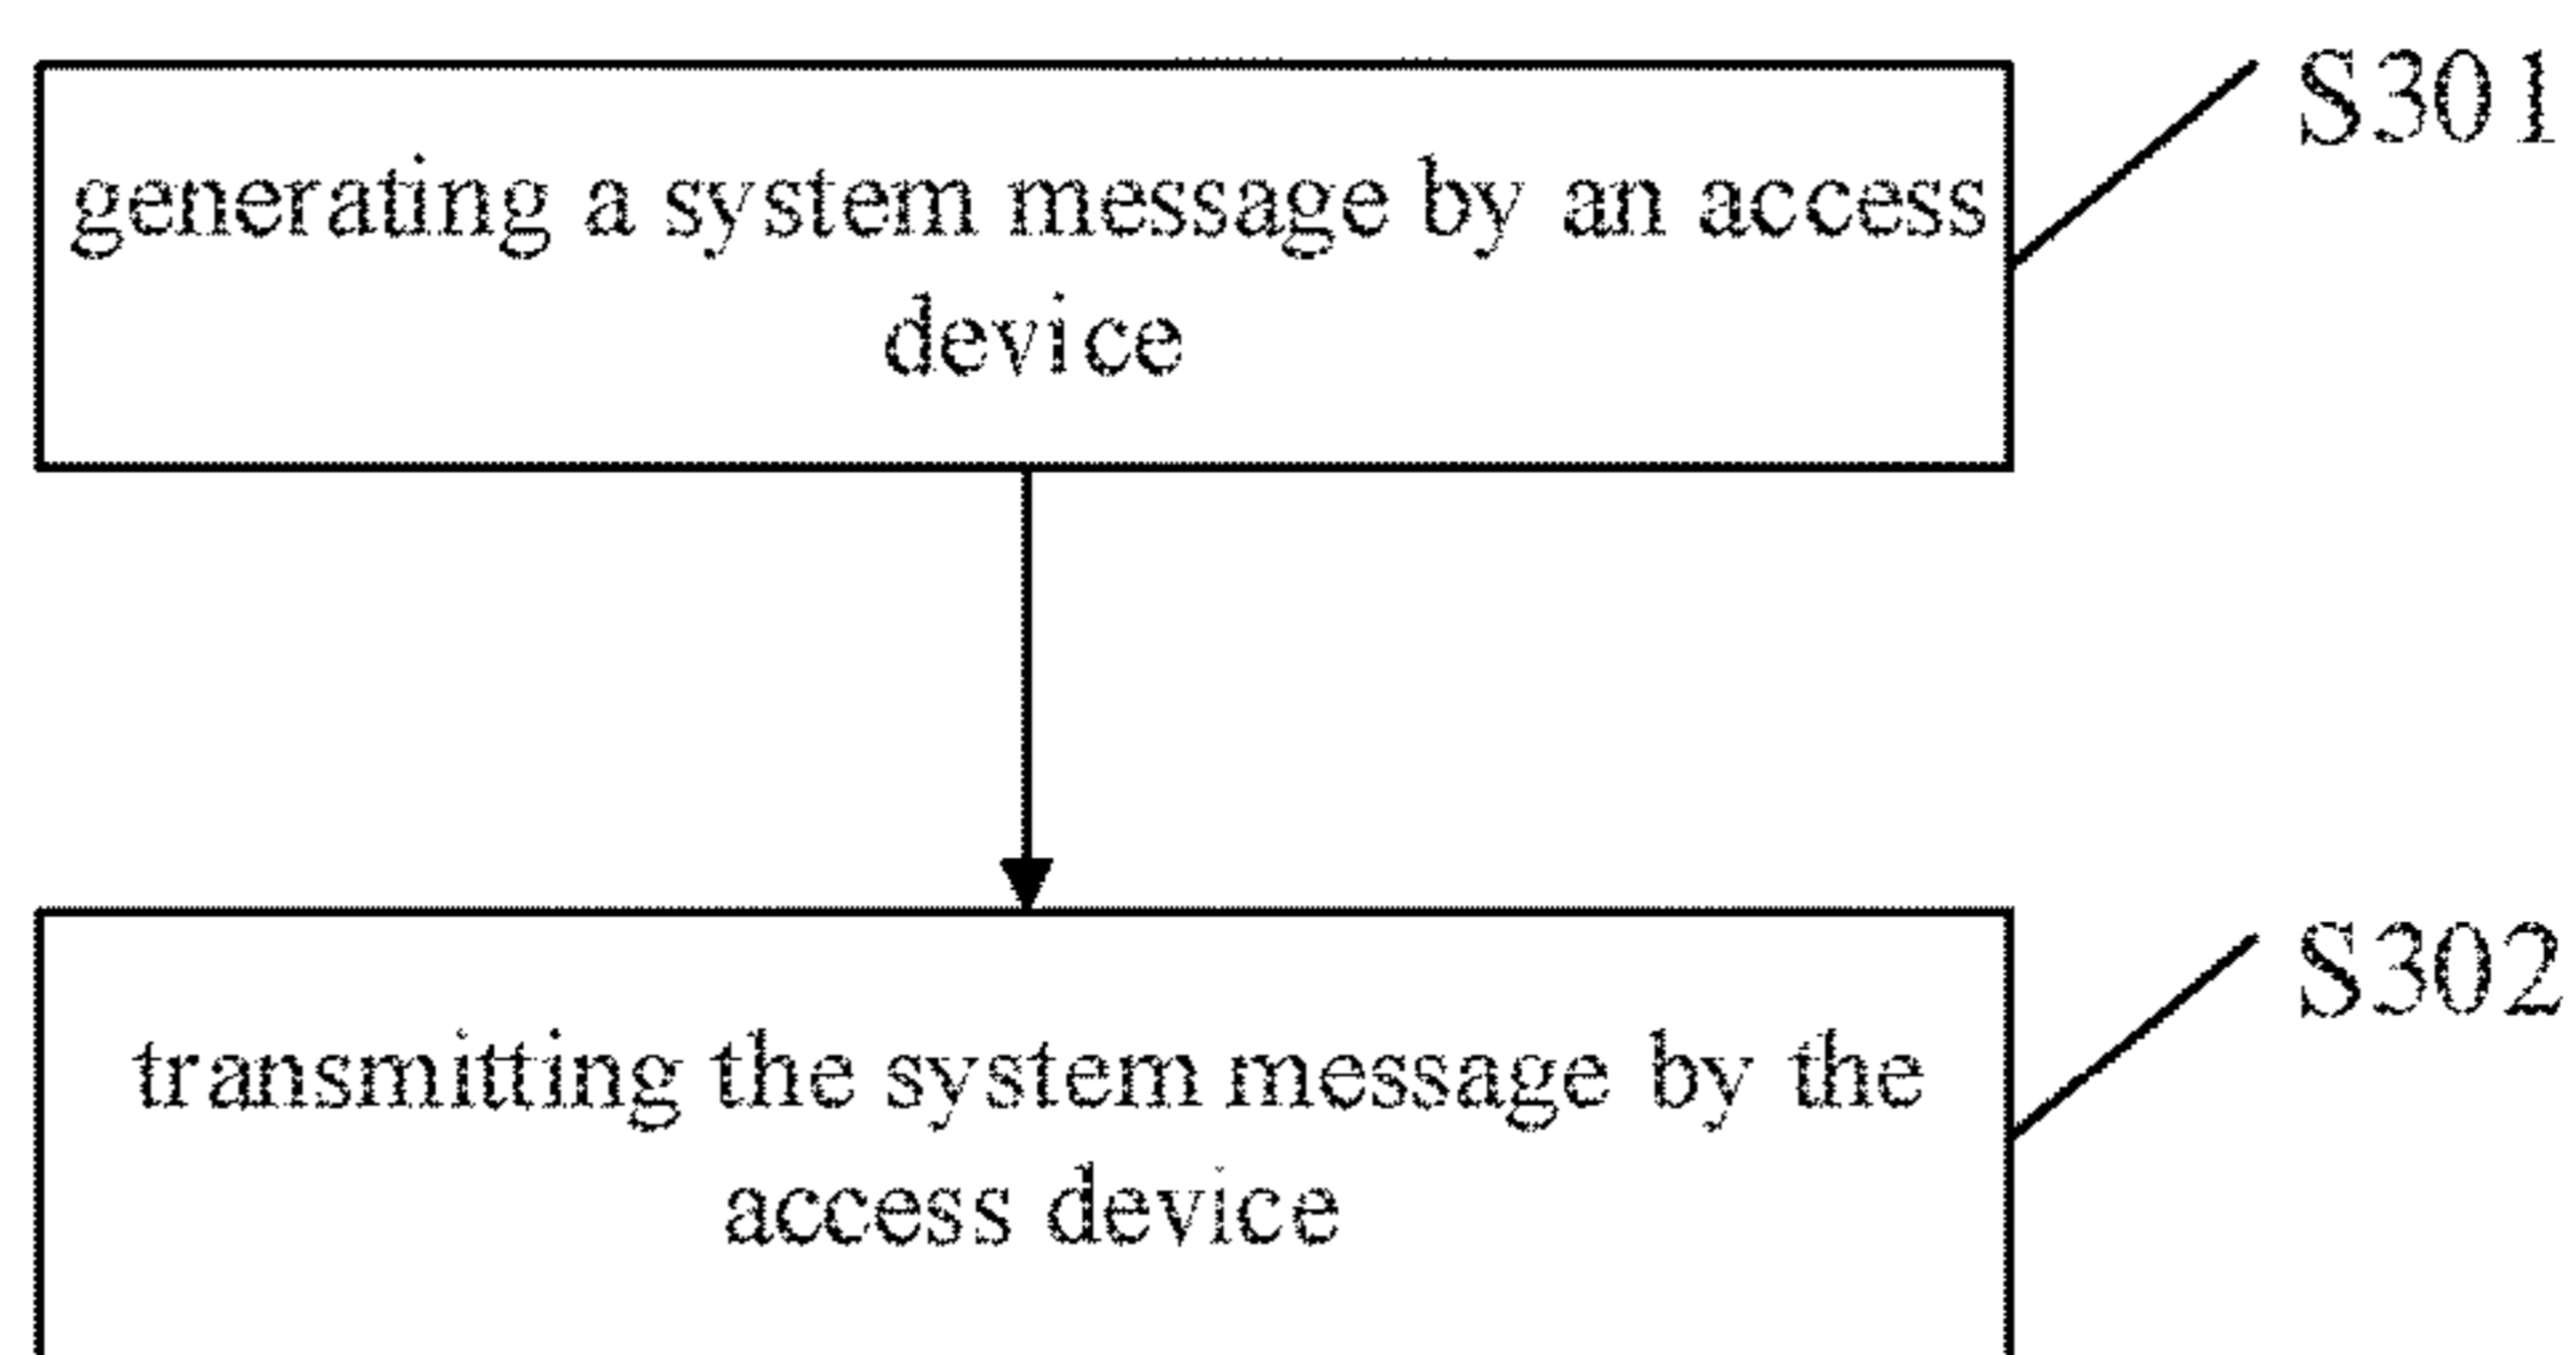 S301
generating a system message by an access
device
S302
transmitting the system message by the
access device